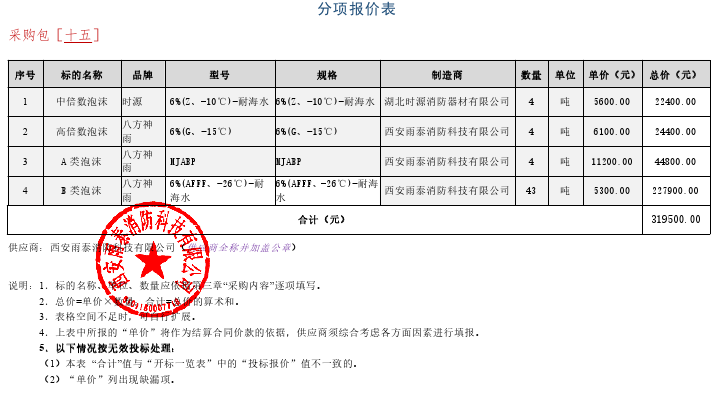 分项报价表
采购包［十五］
序号 标的名称 品牌 型号 规格 制造商 数量 单位 单价（元） 总价（元）
1 中倍数泡沫 时源 6%(Z、-10℃)-耐海水 6%(Z、-10℃)-耐海水 湖北时源消防器材有限公司 4 吨 5600.00 22400.00
2 高倍数泡沫 八方神雨 6%(G、-15℃) 6%(G、-15℃) 西安雨泰消防科技有限公司 4 吨 6100.00 24400.00
3 A 类泡沫 八方神雨 MJABP MJABP 西安雨泰消防科技有限公司 4 吨 11200.00 44800.00
4 B 类泡沫 八方神雨 6%(AFFF、-26℃)-耐海水 6%(AFFF、-26℃)-耐海水 西安雨泰消防科技有限公司 43 吨 5300.00 227900.00
合计（元） 319500.00
供应商：西安雨泰消防科技有限公司（供应商全称并加盖公章）
西安雨泰消防科技有限公司
说明：1．标的名称、单位、数量应依据第三章“采购内容”逐项填写。
2．总价=单价×数量，合计=总价的算术和。
3．表格空间不足时，可自行扩展。
4．上表中所报的“单价”将作为结算合同价款的依据，供应商须综合考虑各方面因素进行填报。
5．以下情况按无效投标处理：
（1）本表 “合计”值与“开标一览表”中的“投标报价”值不一致的。
（2）“单价”列出现缺漏项。